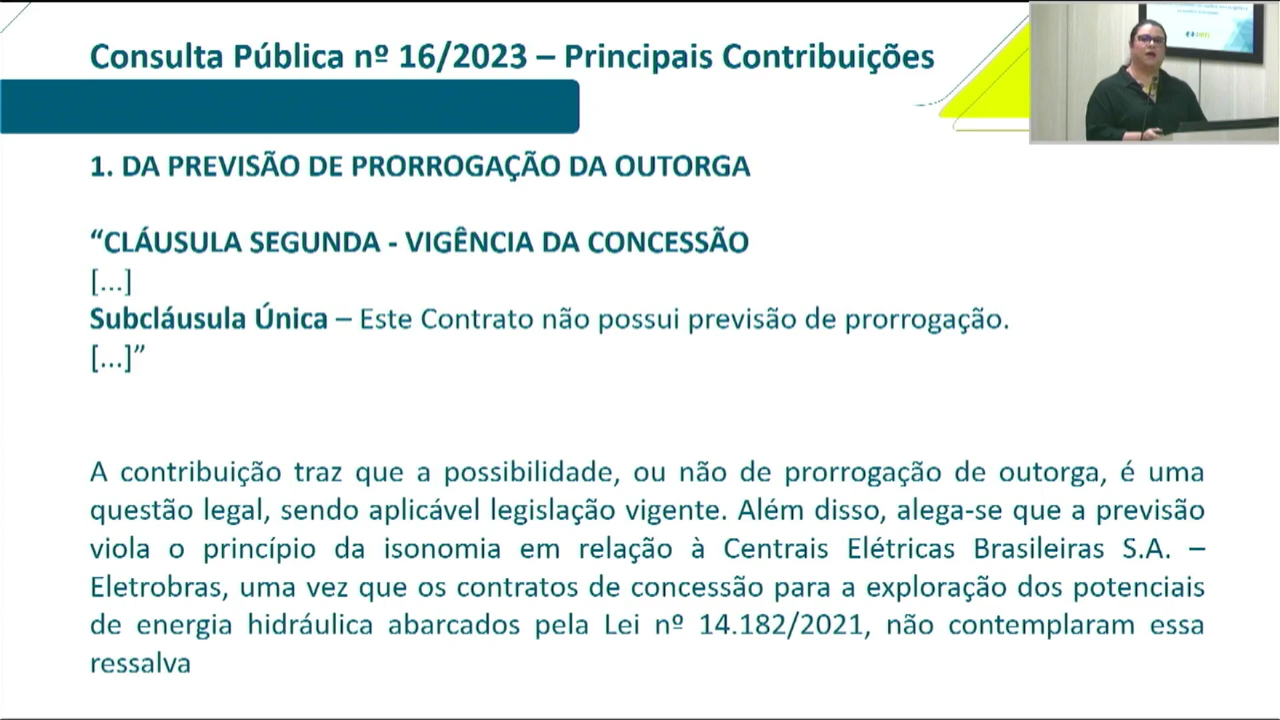 Consulta Pública nº 16/2023 – Principais Contribuições
1. DA PREVISÃO DE PRORROGAÇÃO DA OUTORGA
“CLÁUSULA SEGUNDA - VIGÊNCIA DA CONCESSÃO
[...]
Subcláusula Única – Este Contrato não possui previsão de prorrogação.
[...]”
A contribuição traz que a possibilidade, ou não de prorrogação de outorga, é uma
questão legal, sendo aplicável legislação vigente. Além disso, alega-se que a previsão
viola o princípio da isonomia em relação à Centrais Elétricas Brasileiras S.A. –
Eletrobras, uma vez que os contratos de concessão para a exploração dos potenciais
de energia hidráulica abarcados pela Lei nº 14.182/2021, não contemplaram essa
ressalva